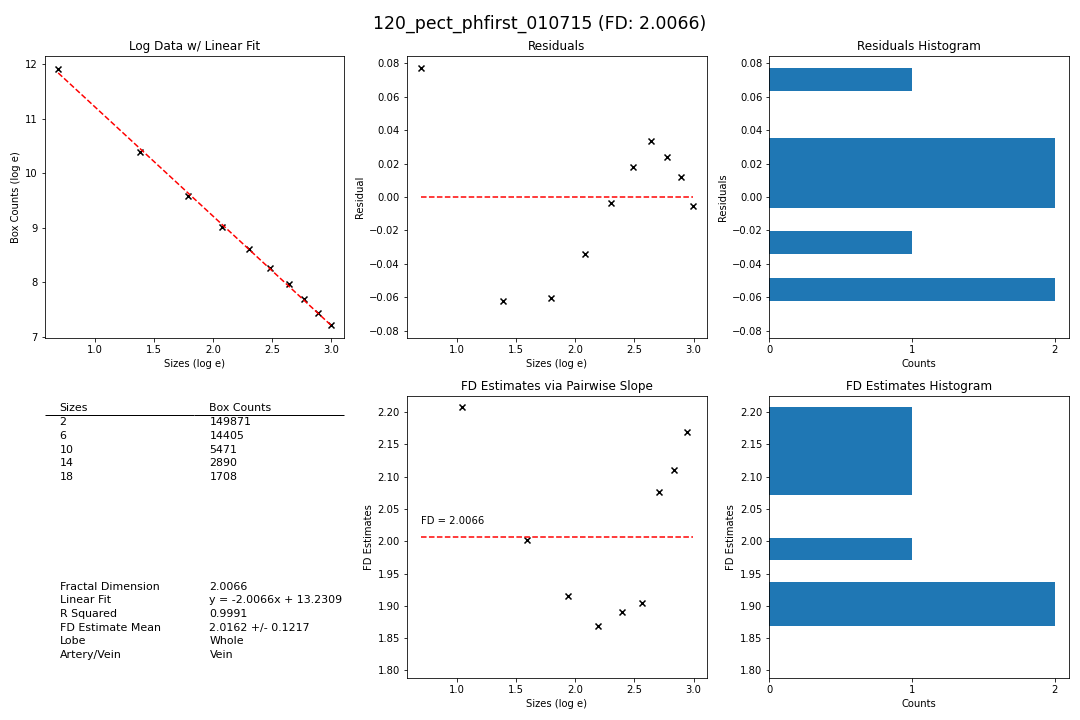 120_pect_phfirst_010715 (FD: 2.0066)
Log Data w/ Linear Fit
12
11
10
9
8
7
Box Counts (log e)
1.0 1.5 2.0 2.5 3.0
Sizes (log e)
Residuals
0.08
0.06
0.04
0.02
0.00
−0.02
−0.04
−0.06
−0.08
Residual
1.0 1.5 2.0 2.5 3.0
Sizes (log e)
Residuals Histogram
0.08
0.06
0.04
0.02
0.00
−0.02
−0.04
−0.06
−0.08
Residuals
0 1 2
Counts
Sizes Box Counts
2 149871
6 14405
10 5471
14 2890
18 1708
Fractal Dimension 2.0066
Linear Fit y = -2.0066x + 13.2309
R Squared 0.9991
FD Estimate Mean 2.0162 +/- 0.1217
Lobe Whole
Artery/Vein Vein
FD Estimates via Pairwise Slope
2.20
2.15
2.10
2.05
2.00
1.95
1.90
1.85
1.80
FD Estimates
FD = 2.0066
1.0 1.5 2.0 2.5 3.0
Sizes (log e)
FD Estimates Histogram
2.20
2.15
2.10
2.05
2.00
1.95
1.90
1.85
1.80
FD Estimates
0 1 2
Counts